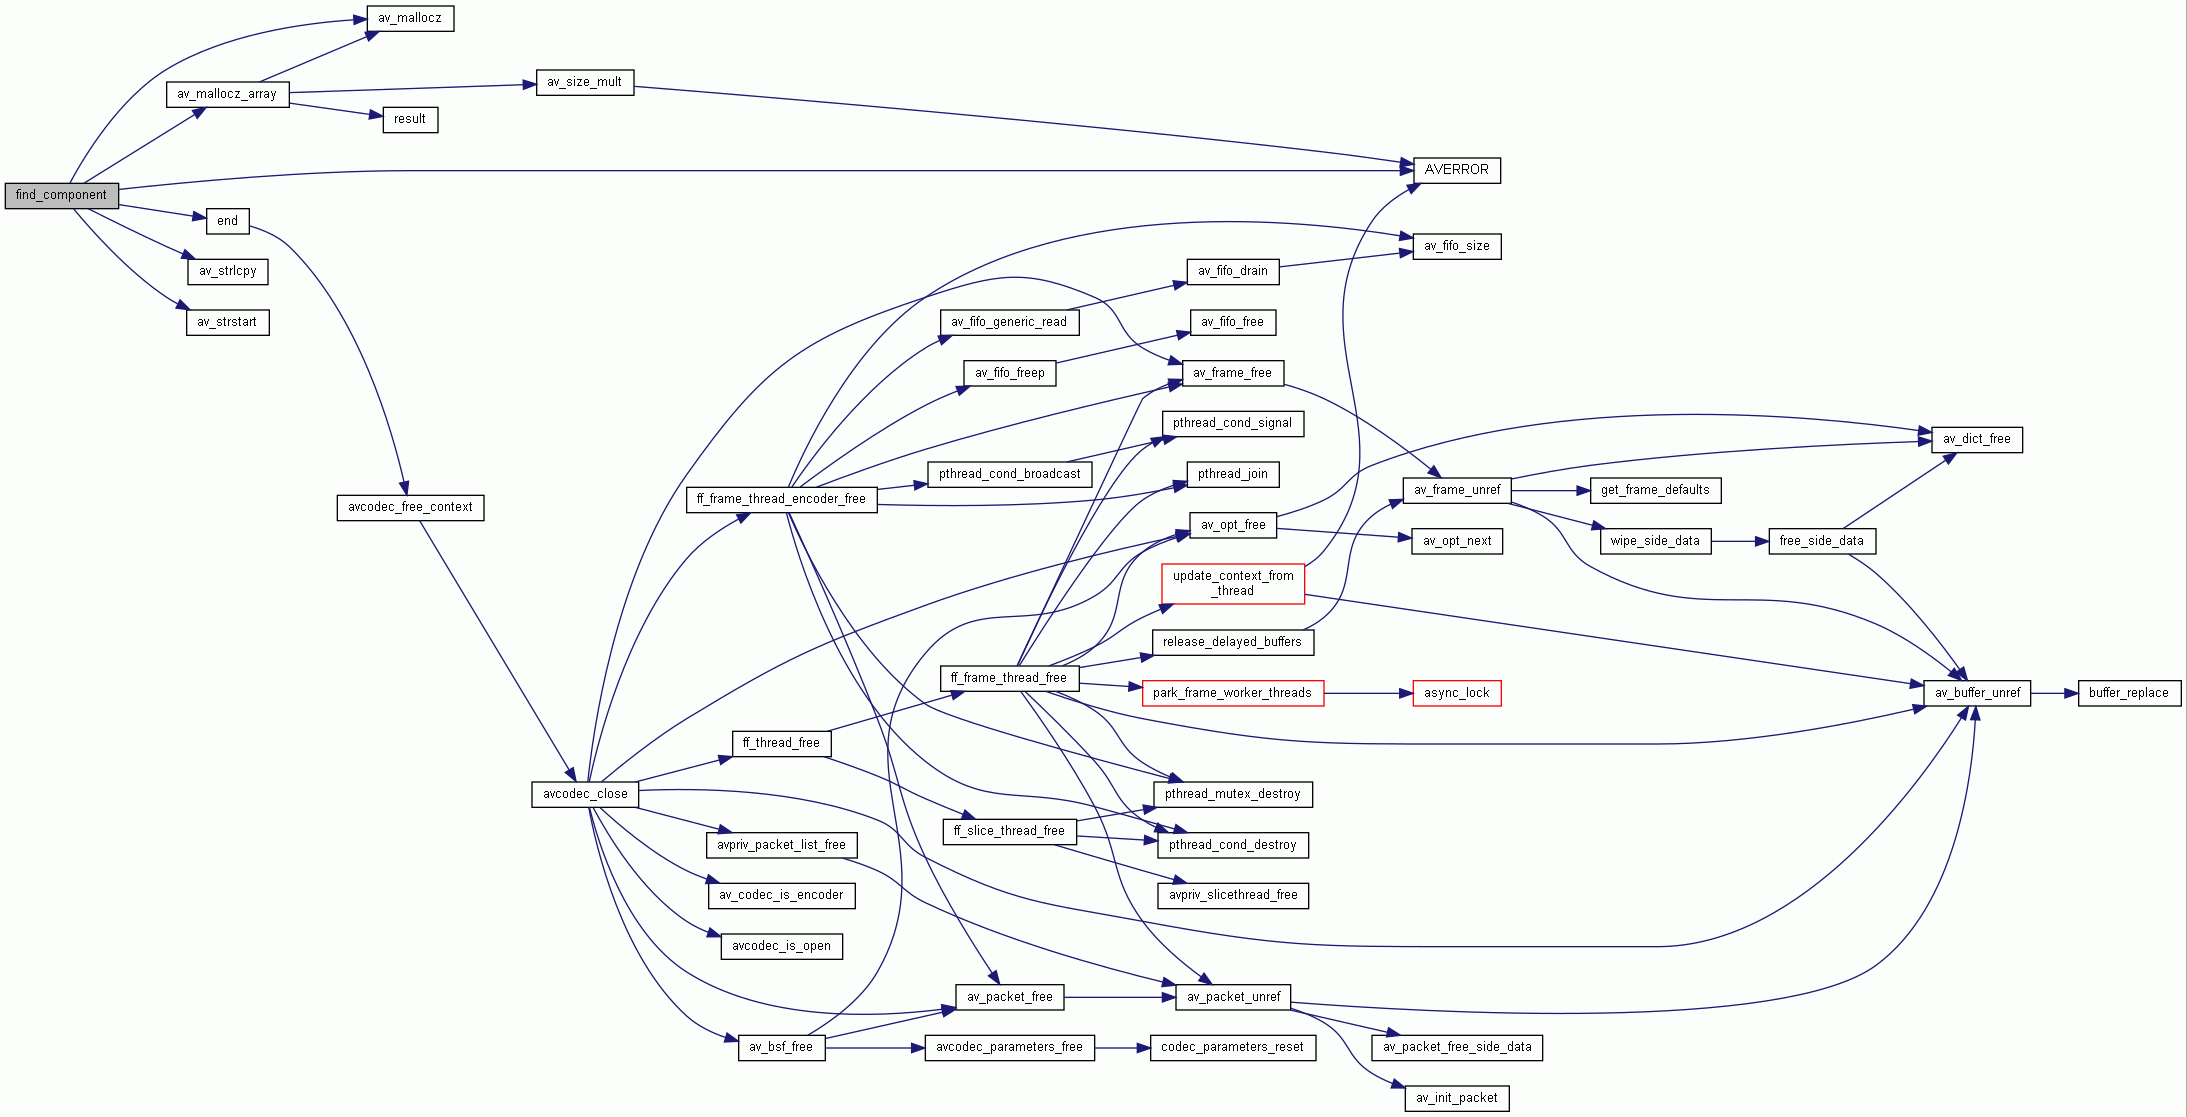 av_mallocz
av_size_mult
av_mallocz_array
result
AVERROR
find_component
end
av_fifo_size
av_strlcpy
av_fifo_drain
av_strstart
av_fifo_generic_read
av_fifo_free
av_fifo_freep
av_frame_free
pthread_cond_signal
av_dict_free
pthread_cond_broadcast
pthread_join
ff_frame_thread_encoder_free
av_frame_unref
get_frame_defaults
avcodec_free_context
av_opt_free
av_opt_next
wipe_side_data
free_side_data
update_context_from
_thread
release_delayed_buffers
ff_frame_thread_free
park_frame_worker_threads
async_lock
av_buffer_unref
buffer_replace
ff_thread_free
avcodec_close
pthread_mutex_destroy
ff_slice_thread_free
avpriv_packet_list_free
pthread_cond_destroy
av_codec_is_encoder
avpriv_slicethread_free
avcodec_is_open
av_packet_free
av_packet_unref
av_bsf_free
avcodec_parameters_free
codec_parameters_reset
av_packet_free_side_data
av_init_packet